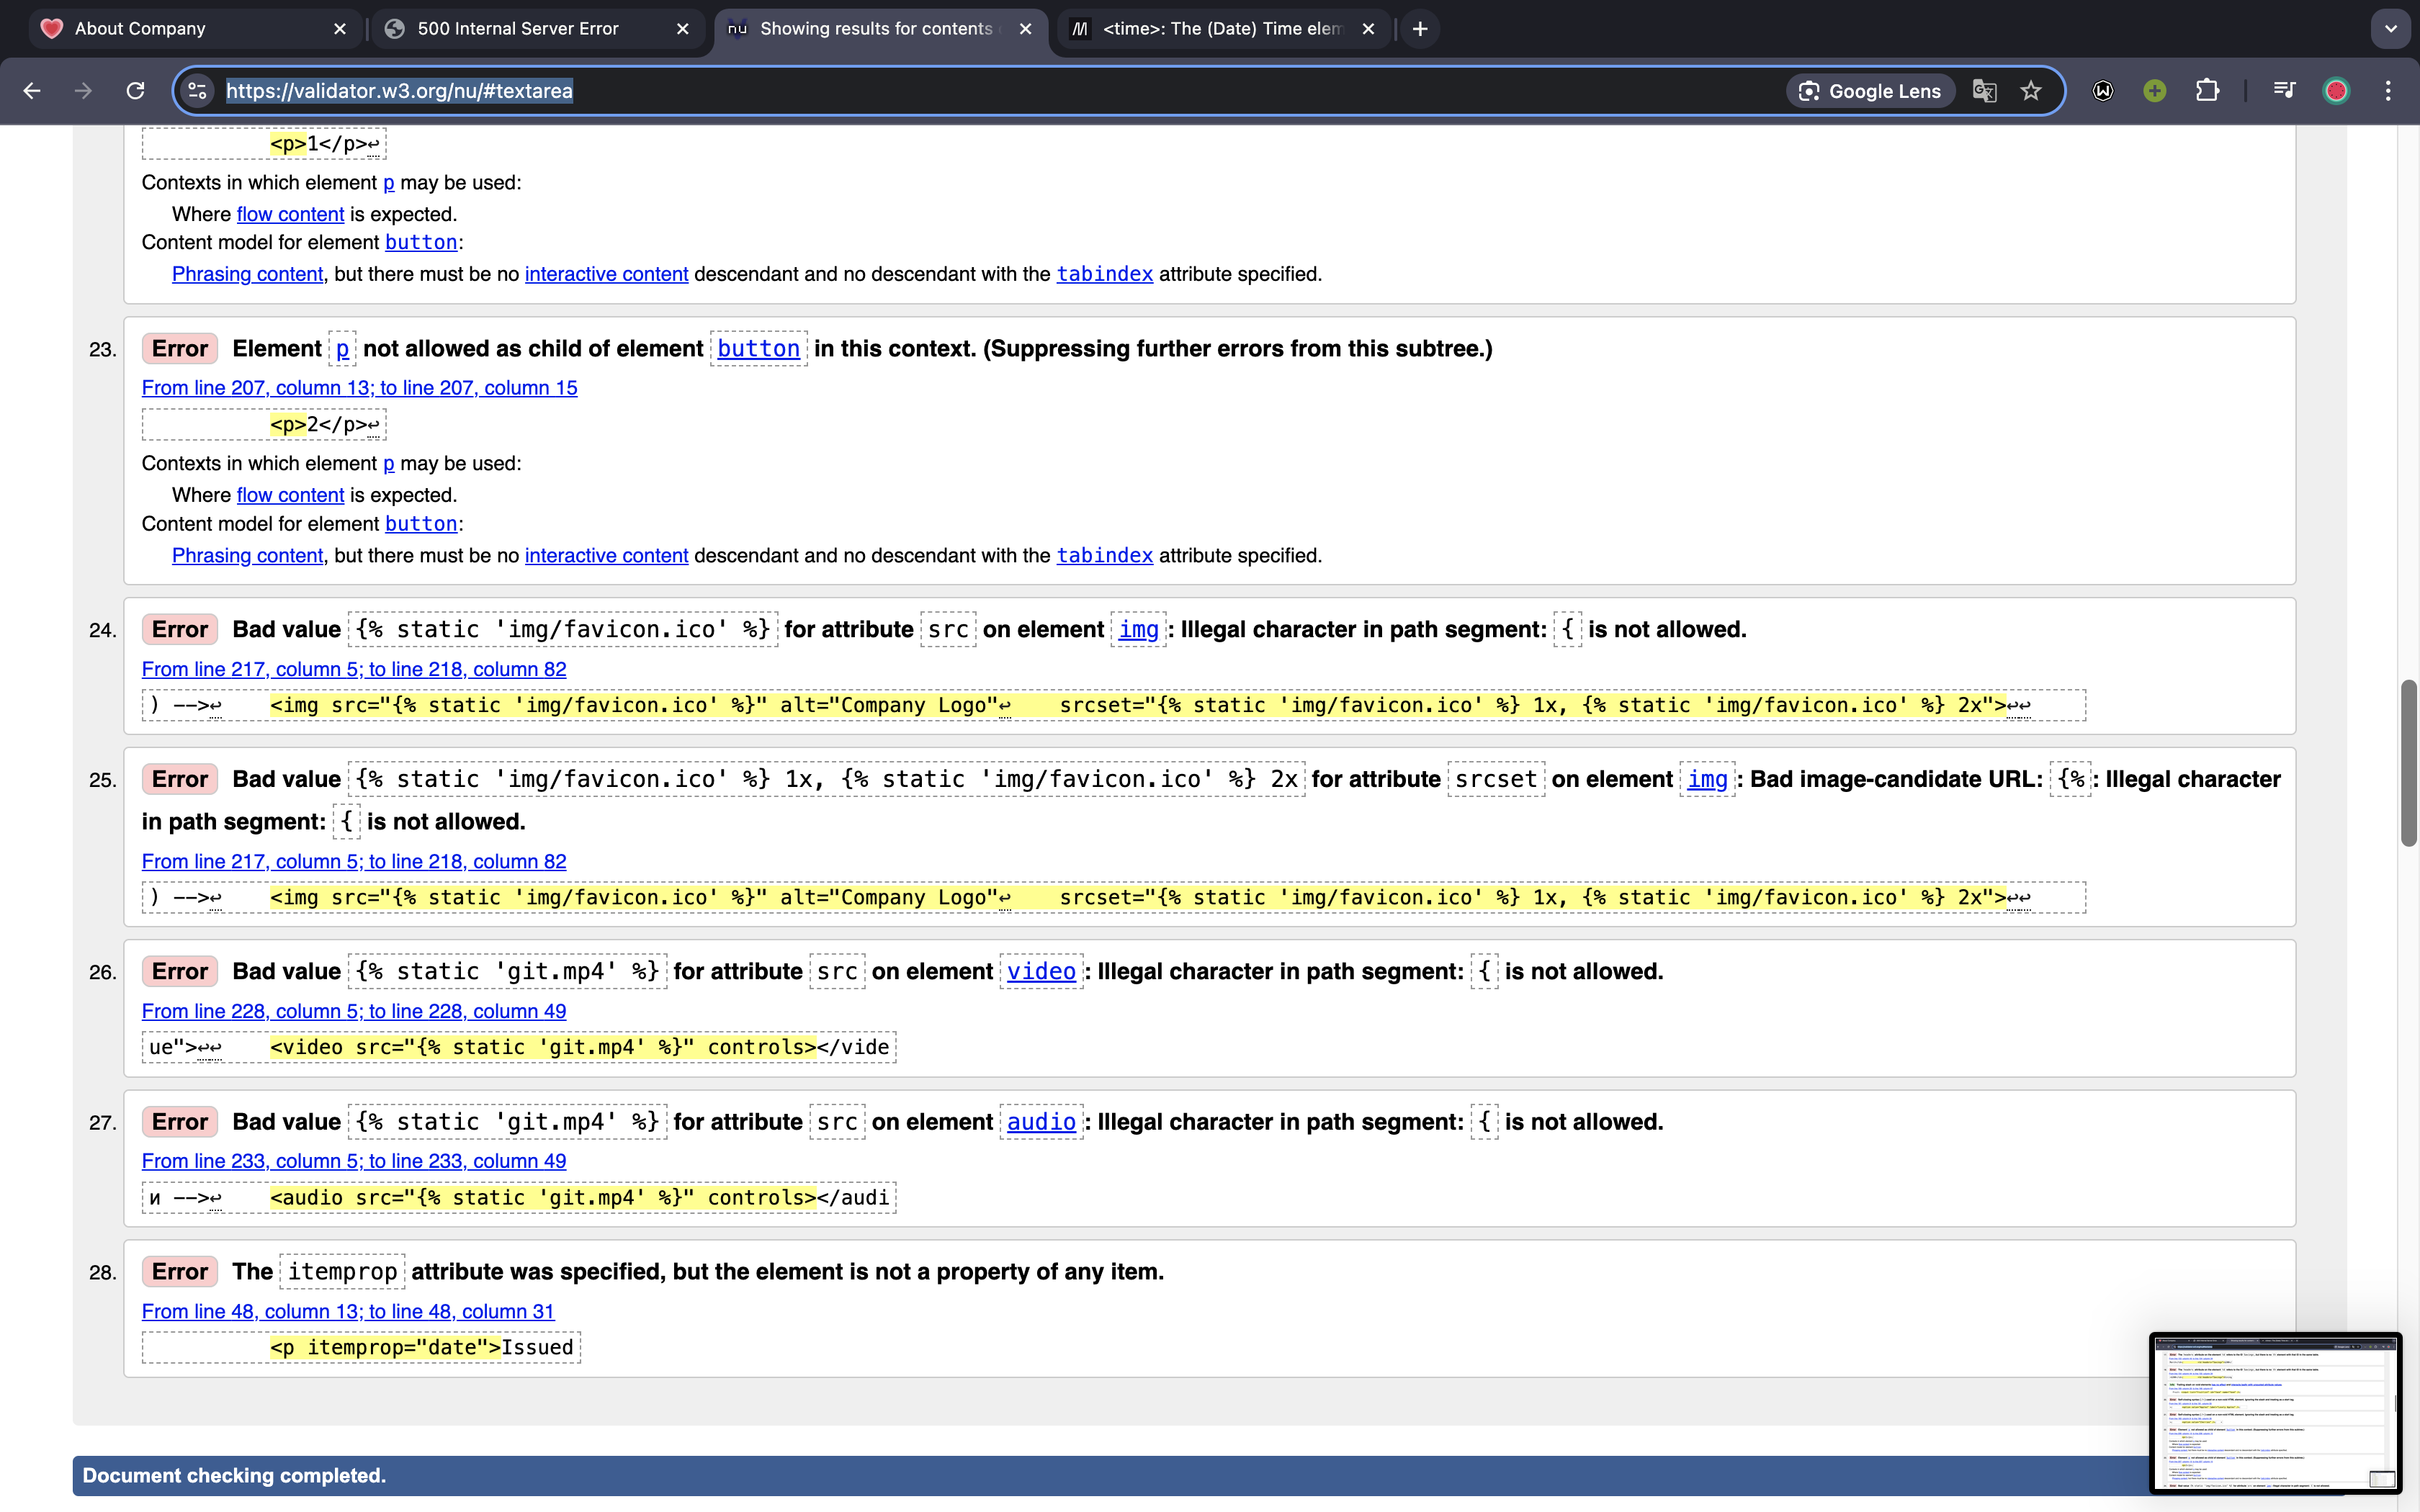 About Company
500 Internal Server Error
Showing results for contents
<time>: The (Date) Time elem
https://validator.w3.org/nu/#textarea
Google Lens
<p>1</p>↩
Contexts in which element p may be used:
Where flow content is expected.
Content model for element button:
Phrasing content, but there must be no interactive content descendant and no descendant with the tabindex attribute specified.
23. Error Element p not allowed as child of element button in this context. (Suppressing further errors from this subtree.)
From line 207, column 13; to line 207, column 15
<p>2</p>↩
Contexts in which element p may be used:
Where flow content is expected.
Content model for element button:
Phrasing content, but there must be no interactive content descendant and no descendant with the tabindex attribute specified.
24. Error Bad value {% static 'img/favicon.ico' %} for attribute src on element img: Illegal character in path segment: { is not allowed.
From line 217, column 5; to line 218, column 82
) -->↩    <img src="{% static 'img/favicon.ico' %}" alt="Company Logo"↩    srcset="{% static 'img/favicon.ico' %} 1x, {% static 'img/favicon.ico' %} 2x">↩↩
25. Error Bad value {% static 'img/favicon.ico' %} 1x, {% static 'img/favicon.ico' %} 2x for attribute srcset on element img: Bad image-candidate URL: {%: Illegal character
in path segment: { is not allowed.
From line 217, column 5; to line 218, column 82
) -->↩    <img src="{% static 'img/favicon.ico' %}" alt="Company Logo"↩    srcset="{% static 'img/favicon.ico' %} 1x, {% static 'img/favicon.ico' %} 2x">↩↩
26. Error Bad value {% static 'git.mp4' %} for attribute src on element video: Illegal character in path segment: { is not allowed.
From line 228, column 5; to line 228, column 49
ue">↩↩    <video src="{% static 'git.mp4' %}" controls></vide
27. Error Bad value {% static 'git.mp4' %} for attribute src on element audio: Illegal character in path segment: { is not allowed.
From line 233, column 5; to line 233, column 49
и -->↩    <audio src="{% static 'git.mp4' %}" controls></audi
28. Error The itemprop attribute was specified, but the element is not a property of any item.
From line 48, column 13; to line 48, column 31
<p itemprop="date">Issued
Document checking completed.